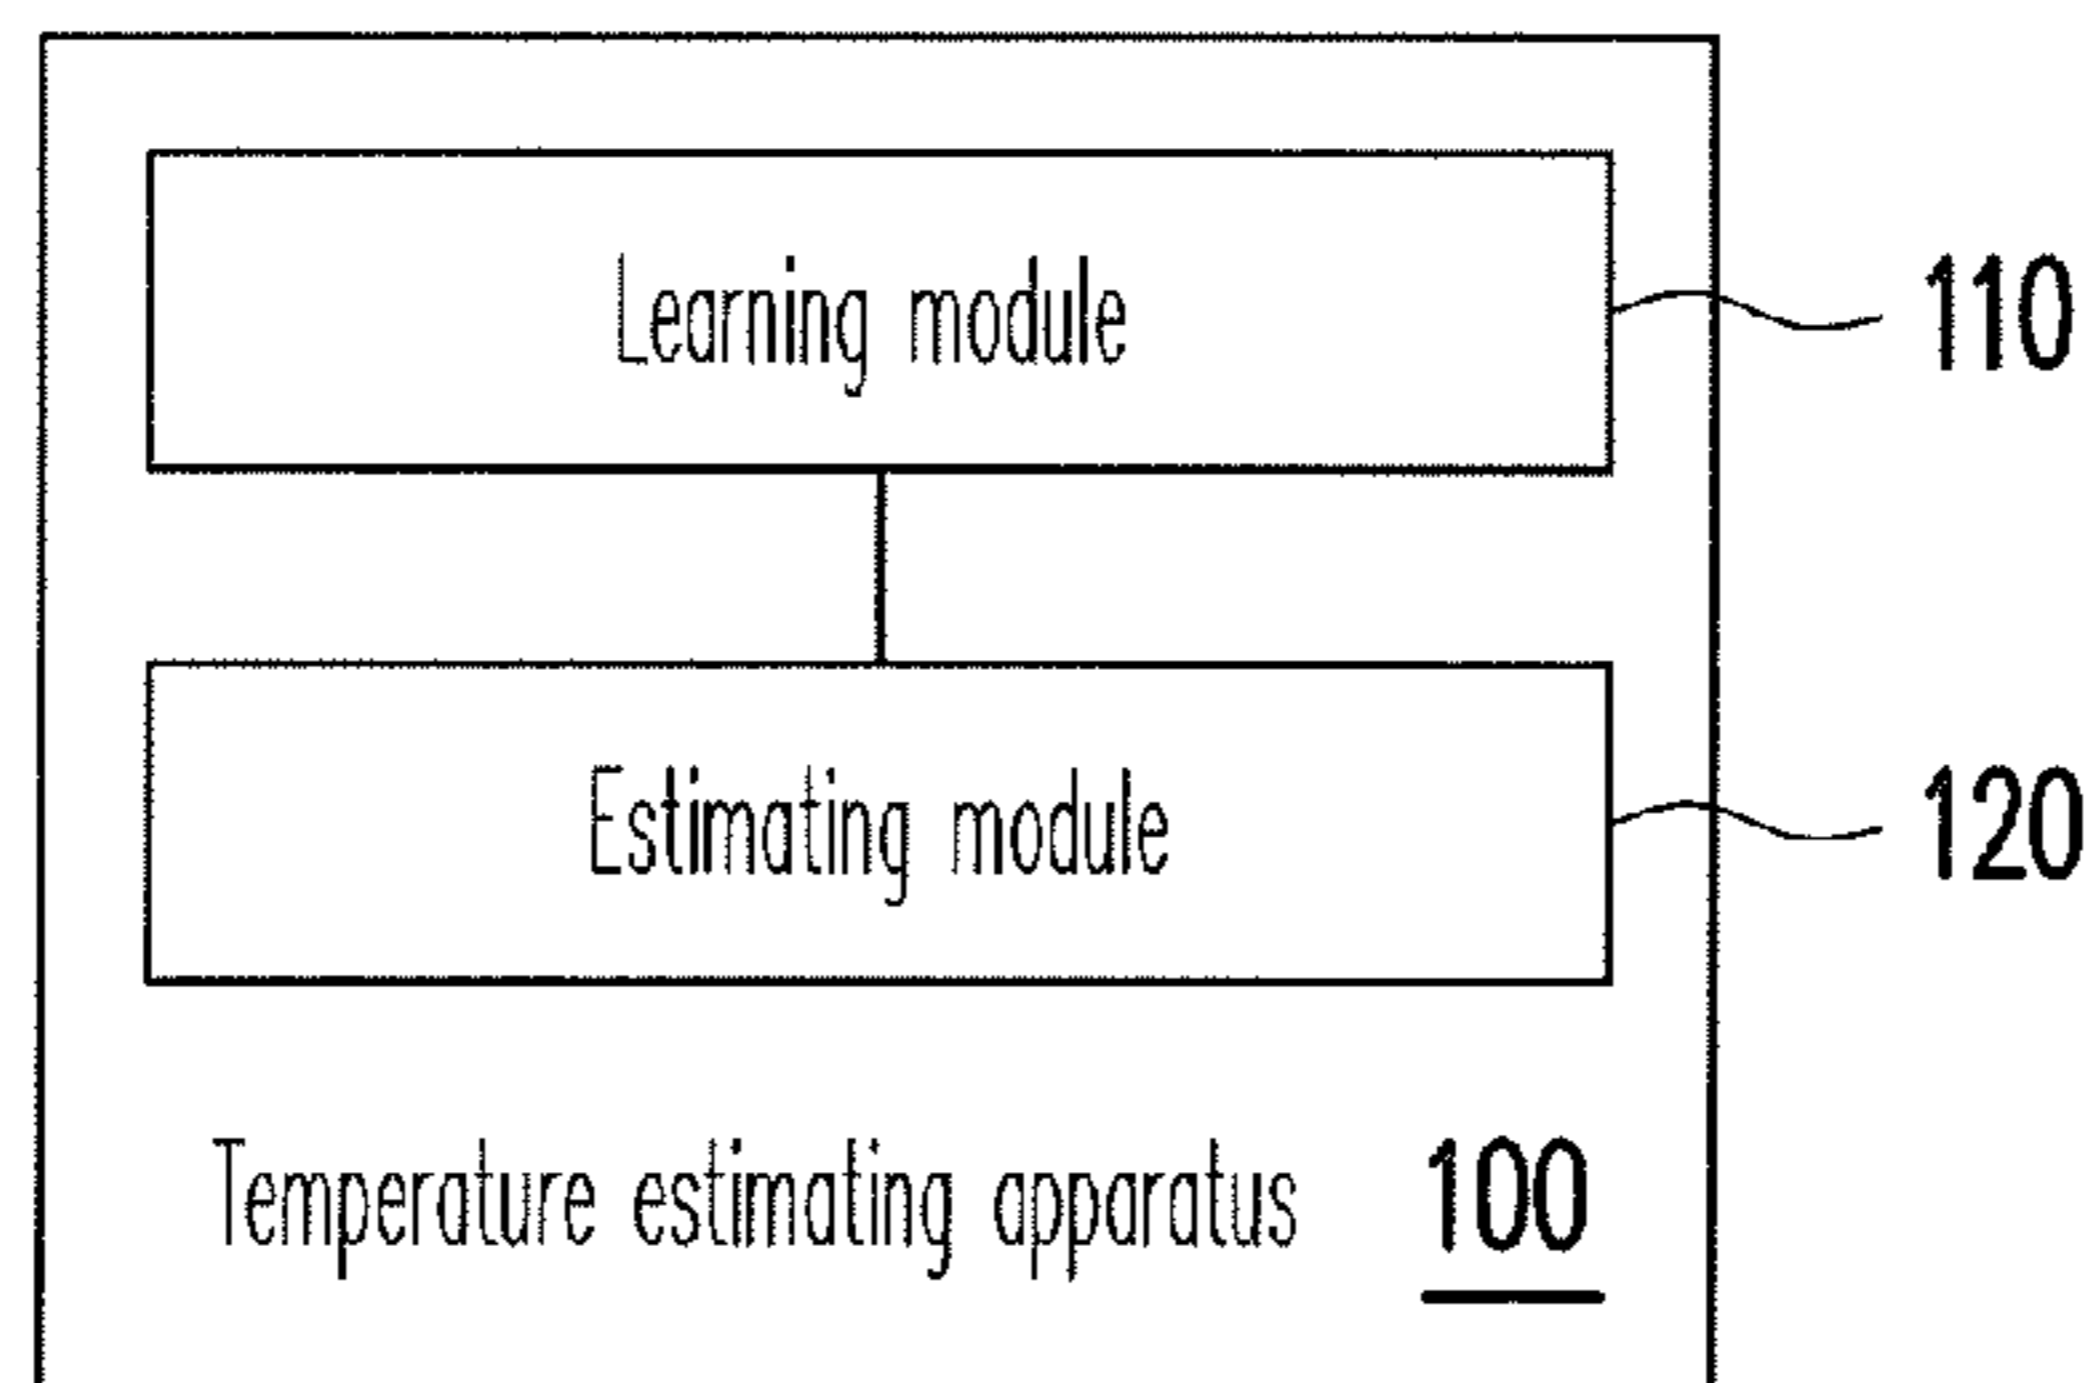 Learning module 110
Estimating module 120
Temperature estimating apparatus 100